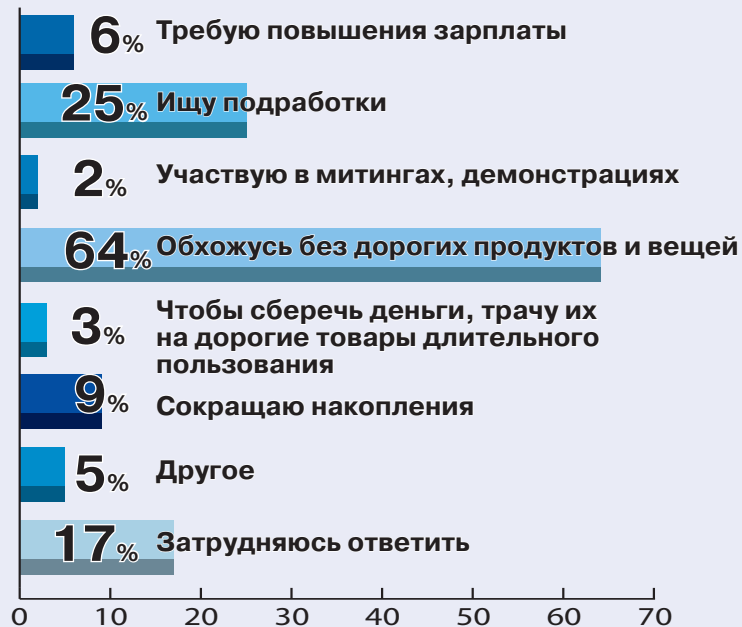 6% Требую повышения зарплаты
25% Ищу подработки
2% Участвую в митингах, демонстрациях
64% Обхожусь без дорогих продуктов и вещей
3% Чтобы сберечь деньги, трачу их
на дорогие товары длительного
пользования
9% Сокращаю накопления
5% Другое
17% Затрудняюсь ответить
0 10 20 30 40 50 60 70